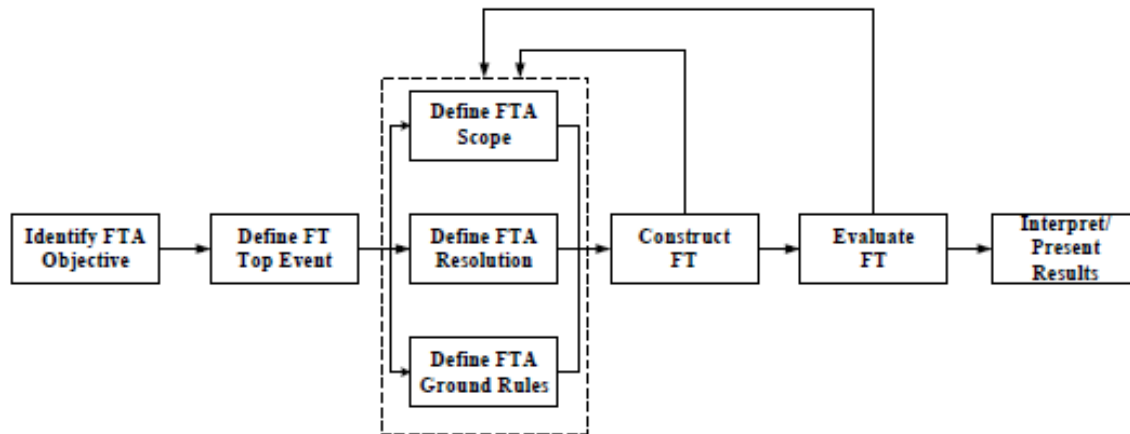 Define FTA
Scope
Identify FTA
Objective
Define FT
Top Event
Define FTA
Resolution
Construct
FT
Evaluate
FT
Interpret/
Present
Results
Define FTA
Ground Rules